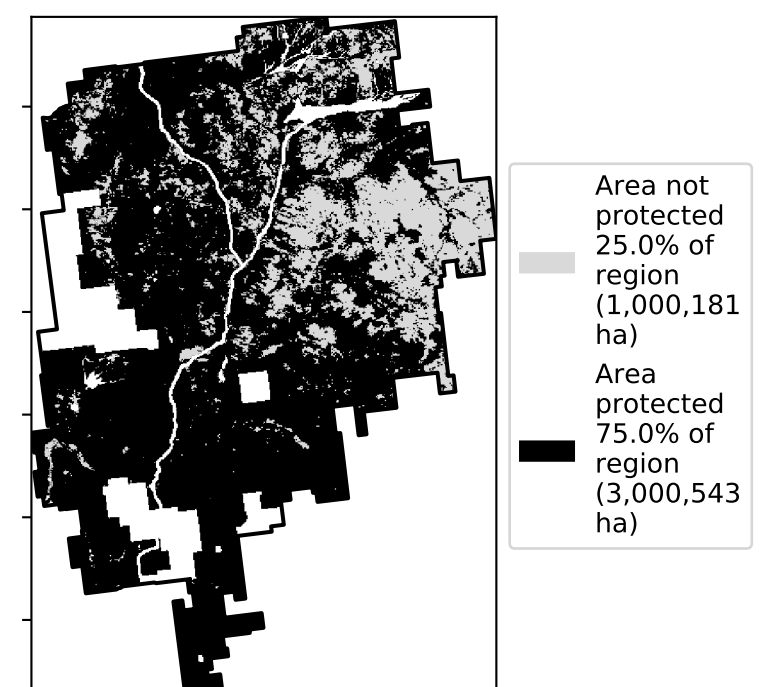 Area not
protected
25.0% of
region
(1,000,181
ha)
Area
protected
75.0% of
region
(3,000,543
ha)